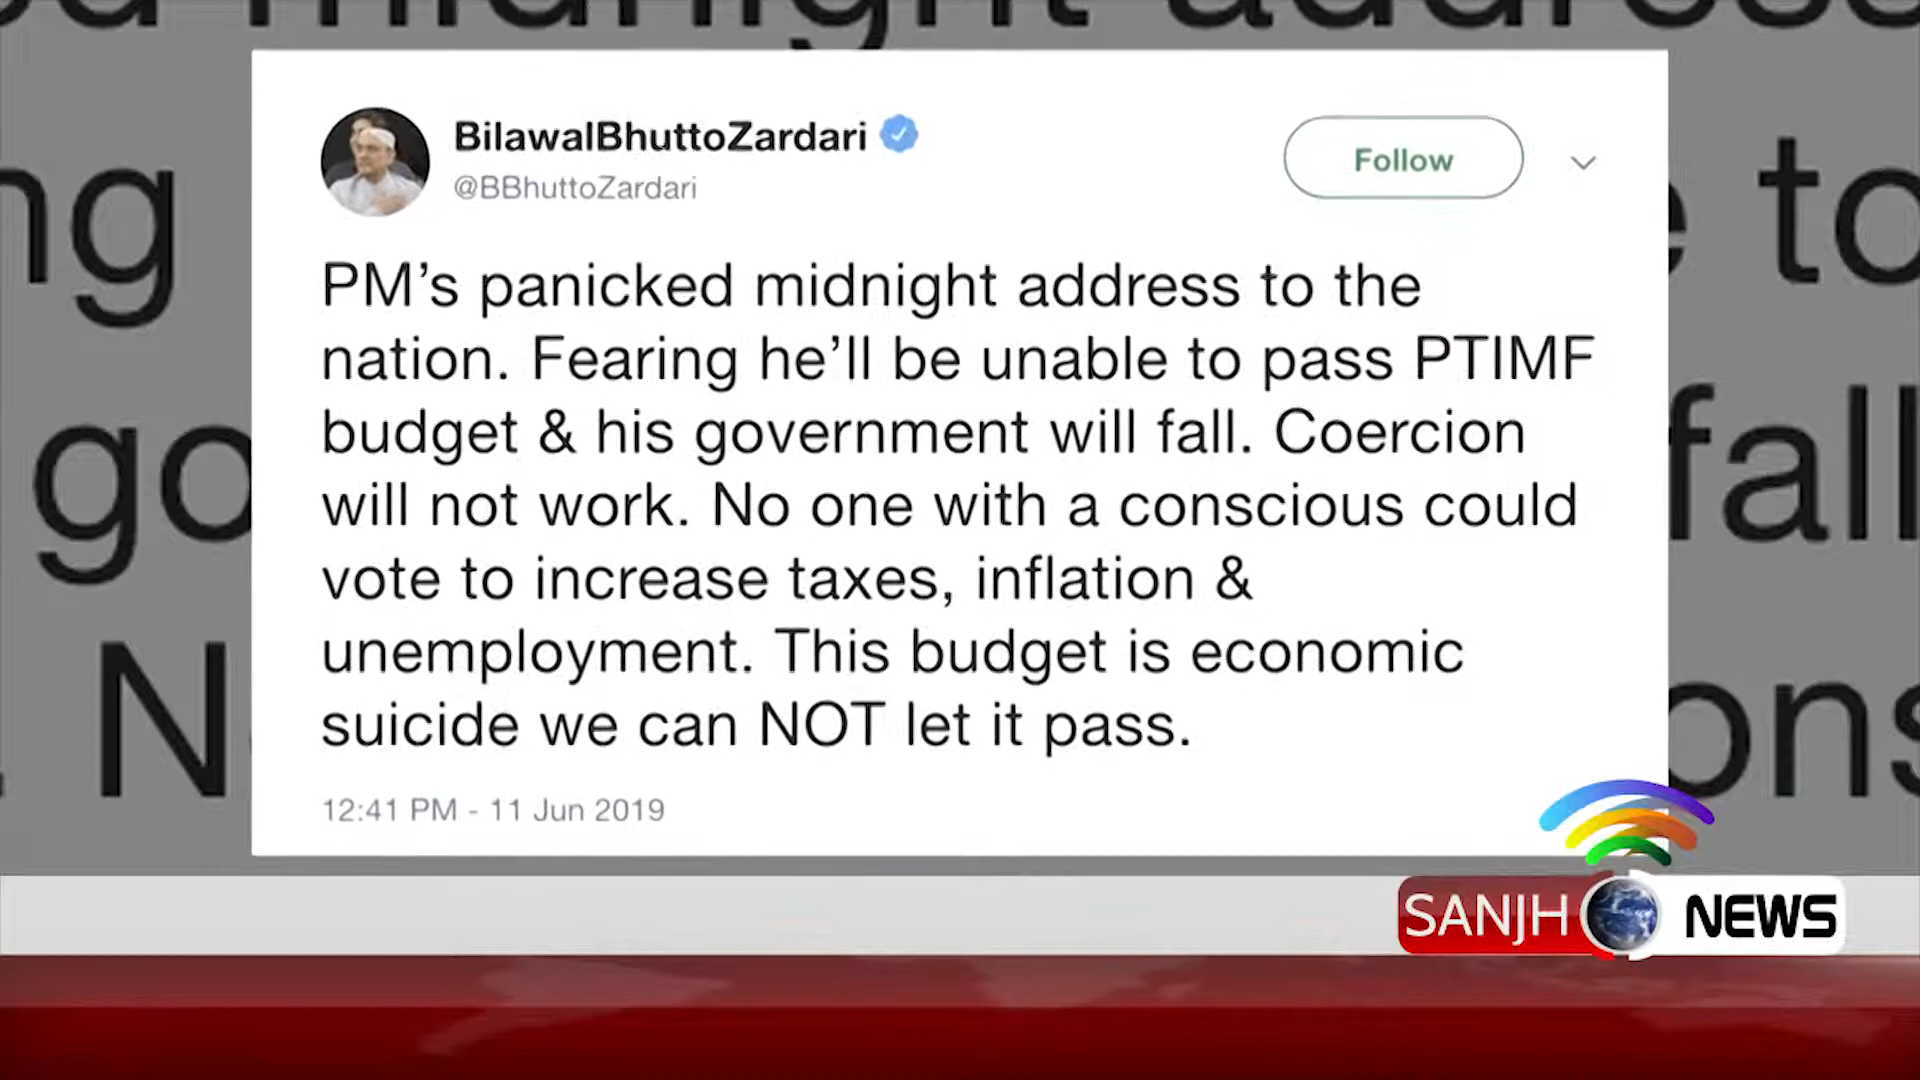 BilawalBhuttoZardari
@BBhuttoZardari
Follow
PM’s panicked midnight address to the
nation. Fearing he’ll be unable to pass PTIMF
budget & his government will fall. Coercion
will not work. No one with a conscious could
vote to increase taxes, inflation &
unemployment. This budget is economic
suicide we can NOT let it pass.
12:41 PM - 11 Jun 2019
SANJH NEWS